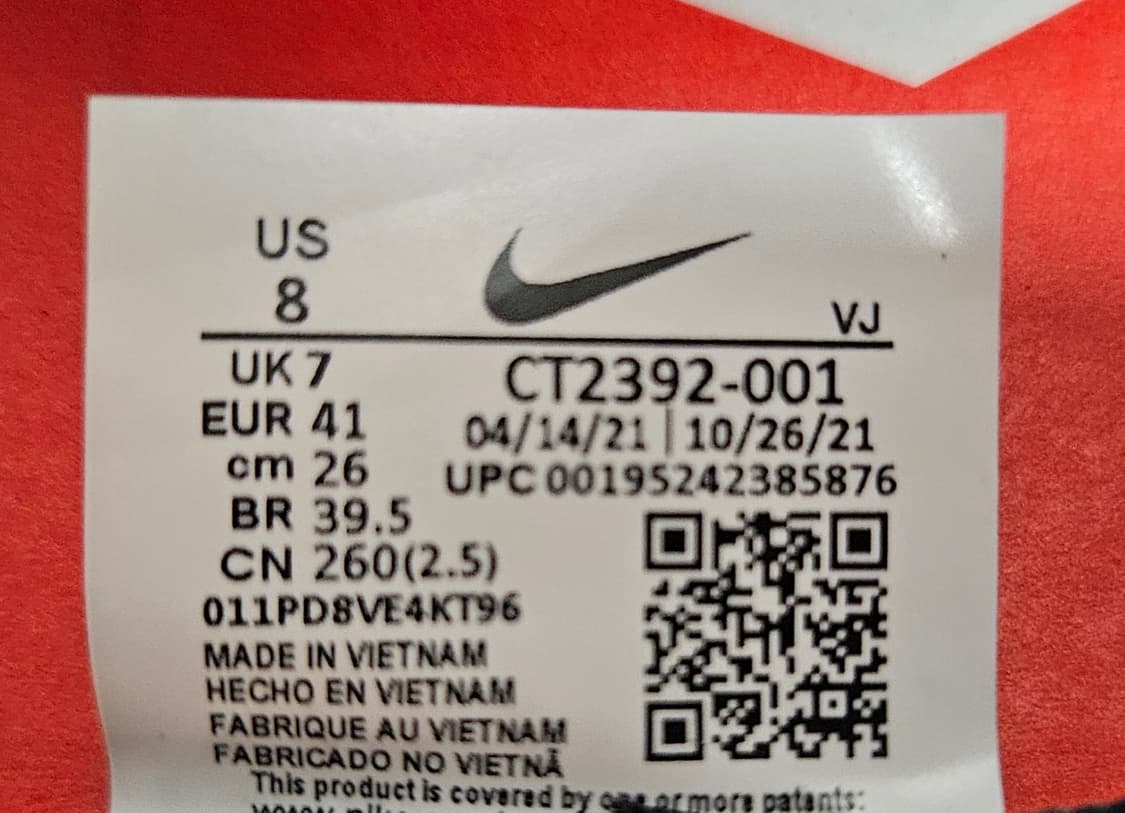 US
8
VJ
UK 7
CT2392-001
EUR 41
04/14/21 | 10/26/21
cm 26
UPC 00195242385876
BR 39.5
CN 260(2.5)
011PD8VE4KT96
MADE IN VIETNAM
HECHO EN VIETNAM
FABRIQUE AU VIETNAM
FABRICADO NO VIETNÃ
This product is covered by one or more patents: